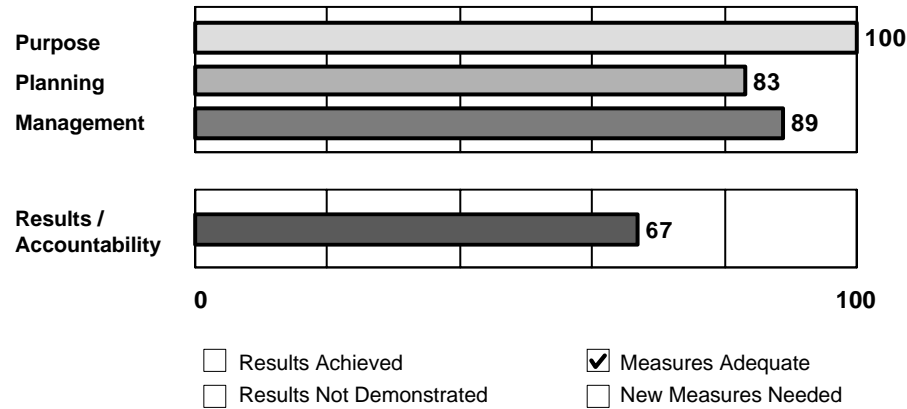 Purpose 100
Planning 83
Management 89
Results /
Accountability 67
0 100
Results Achieved ✔ Measures Adequate
Results Not Demonstrated New Measures Needed